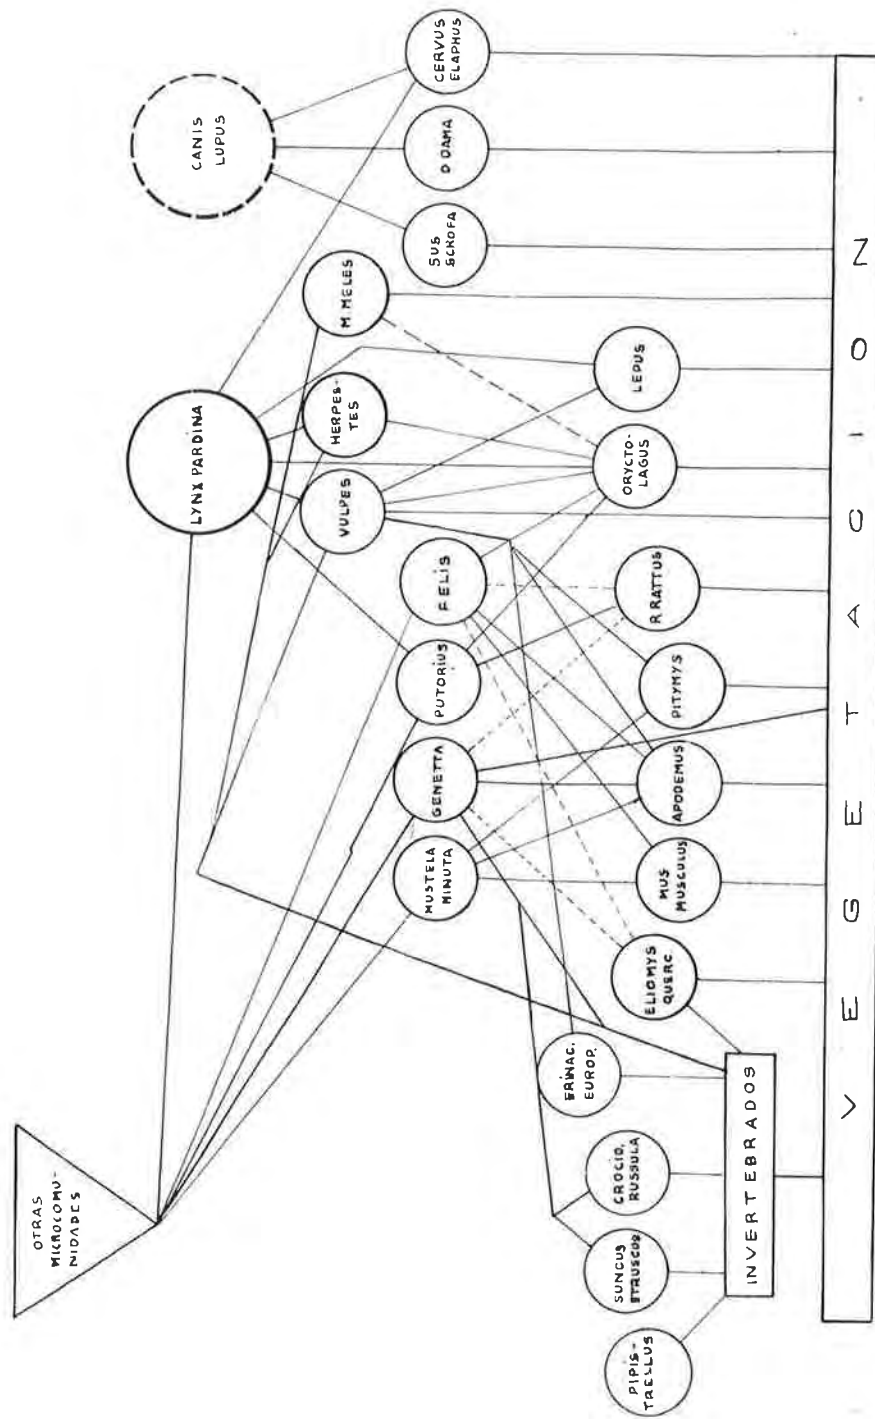 OTRAS
MICROCOMU-
NIDADES
LYNX PARDINA
CANIS
LUPUS
VULPES
HERPES-
TES
M. MELES
MUSTELA
MINUTA
GENETTA
PUTORIUS
FELIS
SUS
SCROFA
D DAMA
CERVUS
ELAPHUS
PIPIS-
TRELLUS
SUNCUS
ETRUSCUS
CROCID.
RUSSULA
ERINAC.
EUROP.
ELIOMYS
QUERC.
MUS
MUSCULUS
APODEMUS
PITYMYS
R.RATTUS
ORYCTO-
LAGUS
LEPUS
INVERTEBRADOS
VEGETACION